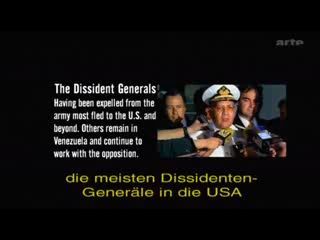 arte
The Dissident Generals
Having been expelled from the
army most fled to the U.S. and
beyond. Others remain in
Venezuela and continue to
work with the opposition.
die meisten Dissidenten-
Generäle in die USA